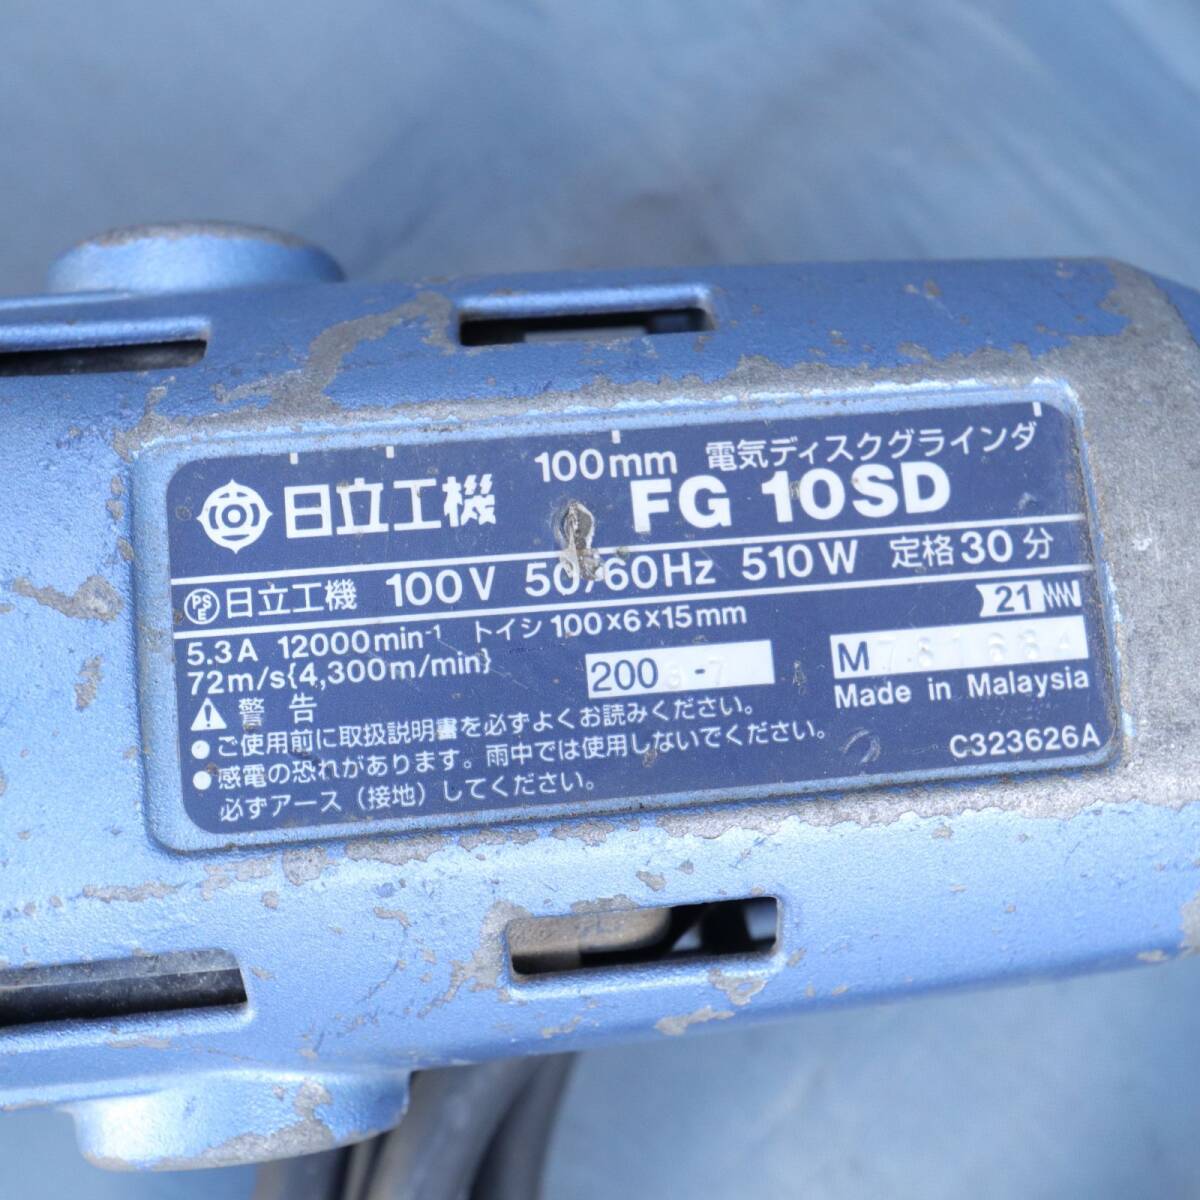 100mm 電気ディスクグラインダ
日立工機 FG 10SD
PSE 日立工機 100V 50/60Hz 510W 定格30分
5.3A 12000min-1 トイシ 100×6×15mm 21
72m/s{4,300m/min} 200 -7 M
Made in Malaysia
警告
●ご使用前に取扱説明書を必ずよくお読みください。
●感電の恐れがあります。雨中では使用しないでください。
必ずアース（接地）してください。
C323626A